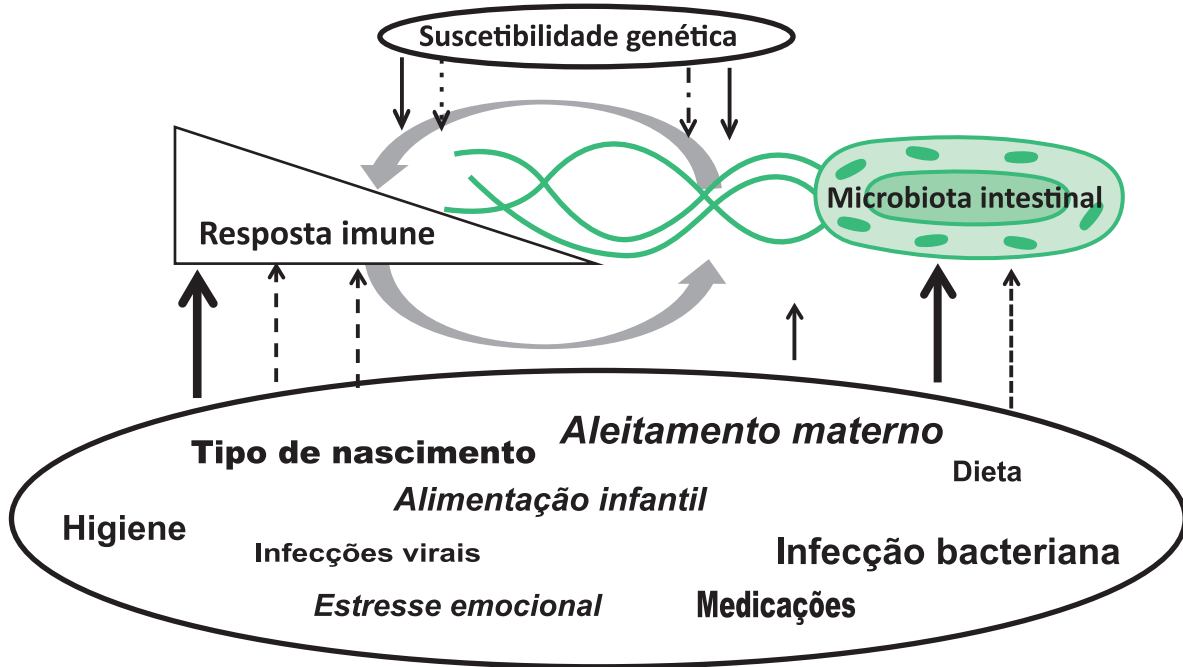 Suscetibilidade genética
Microbiota intestinal
Resposta imune
Aleitamento materno
Tipo de nascimento
Dieta
Alimentação infantil
Higiene
Infecções virais
Infecção bacteriana
Estresse emocional
Medicações